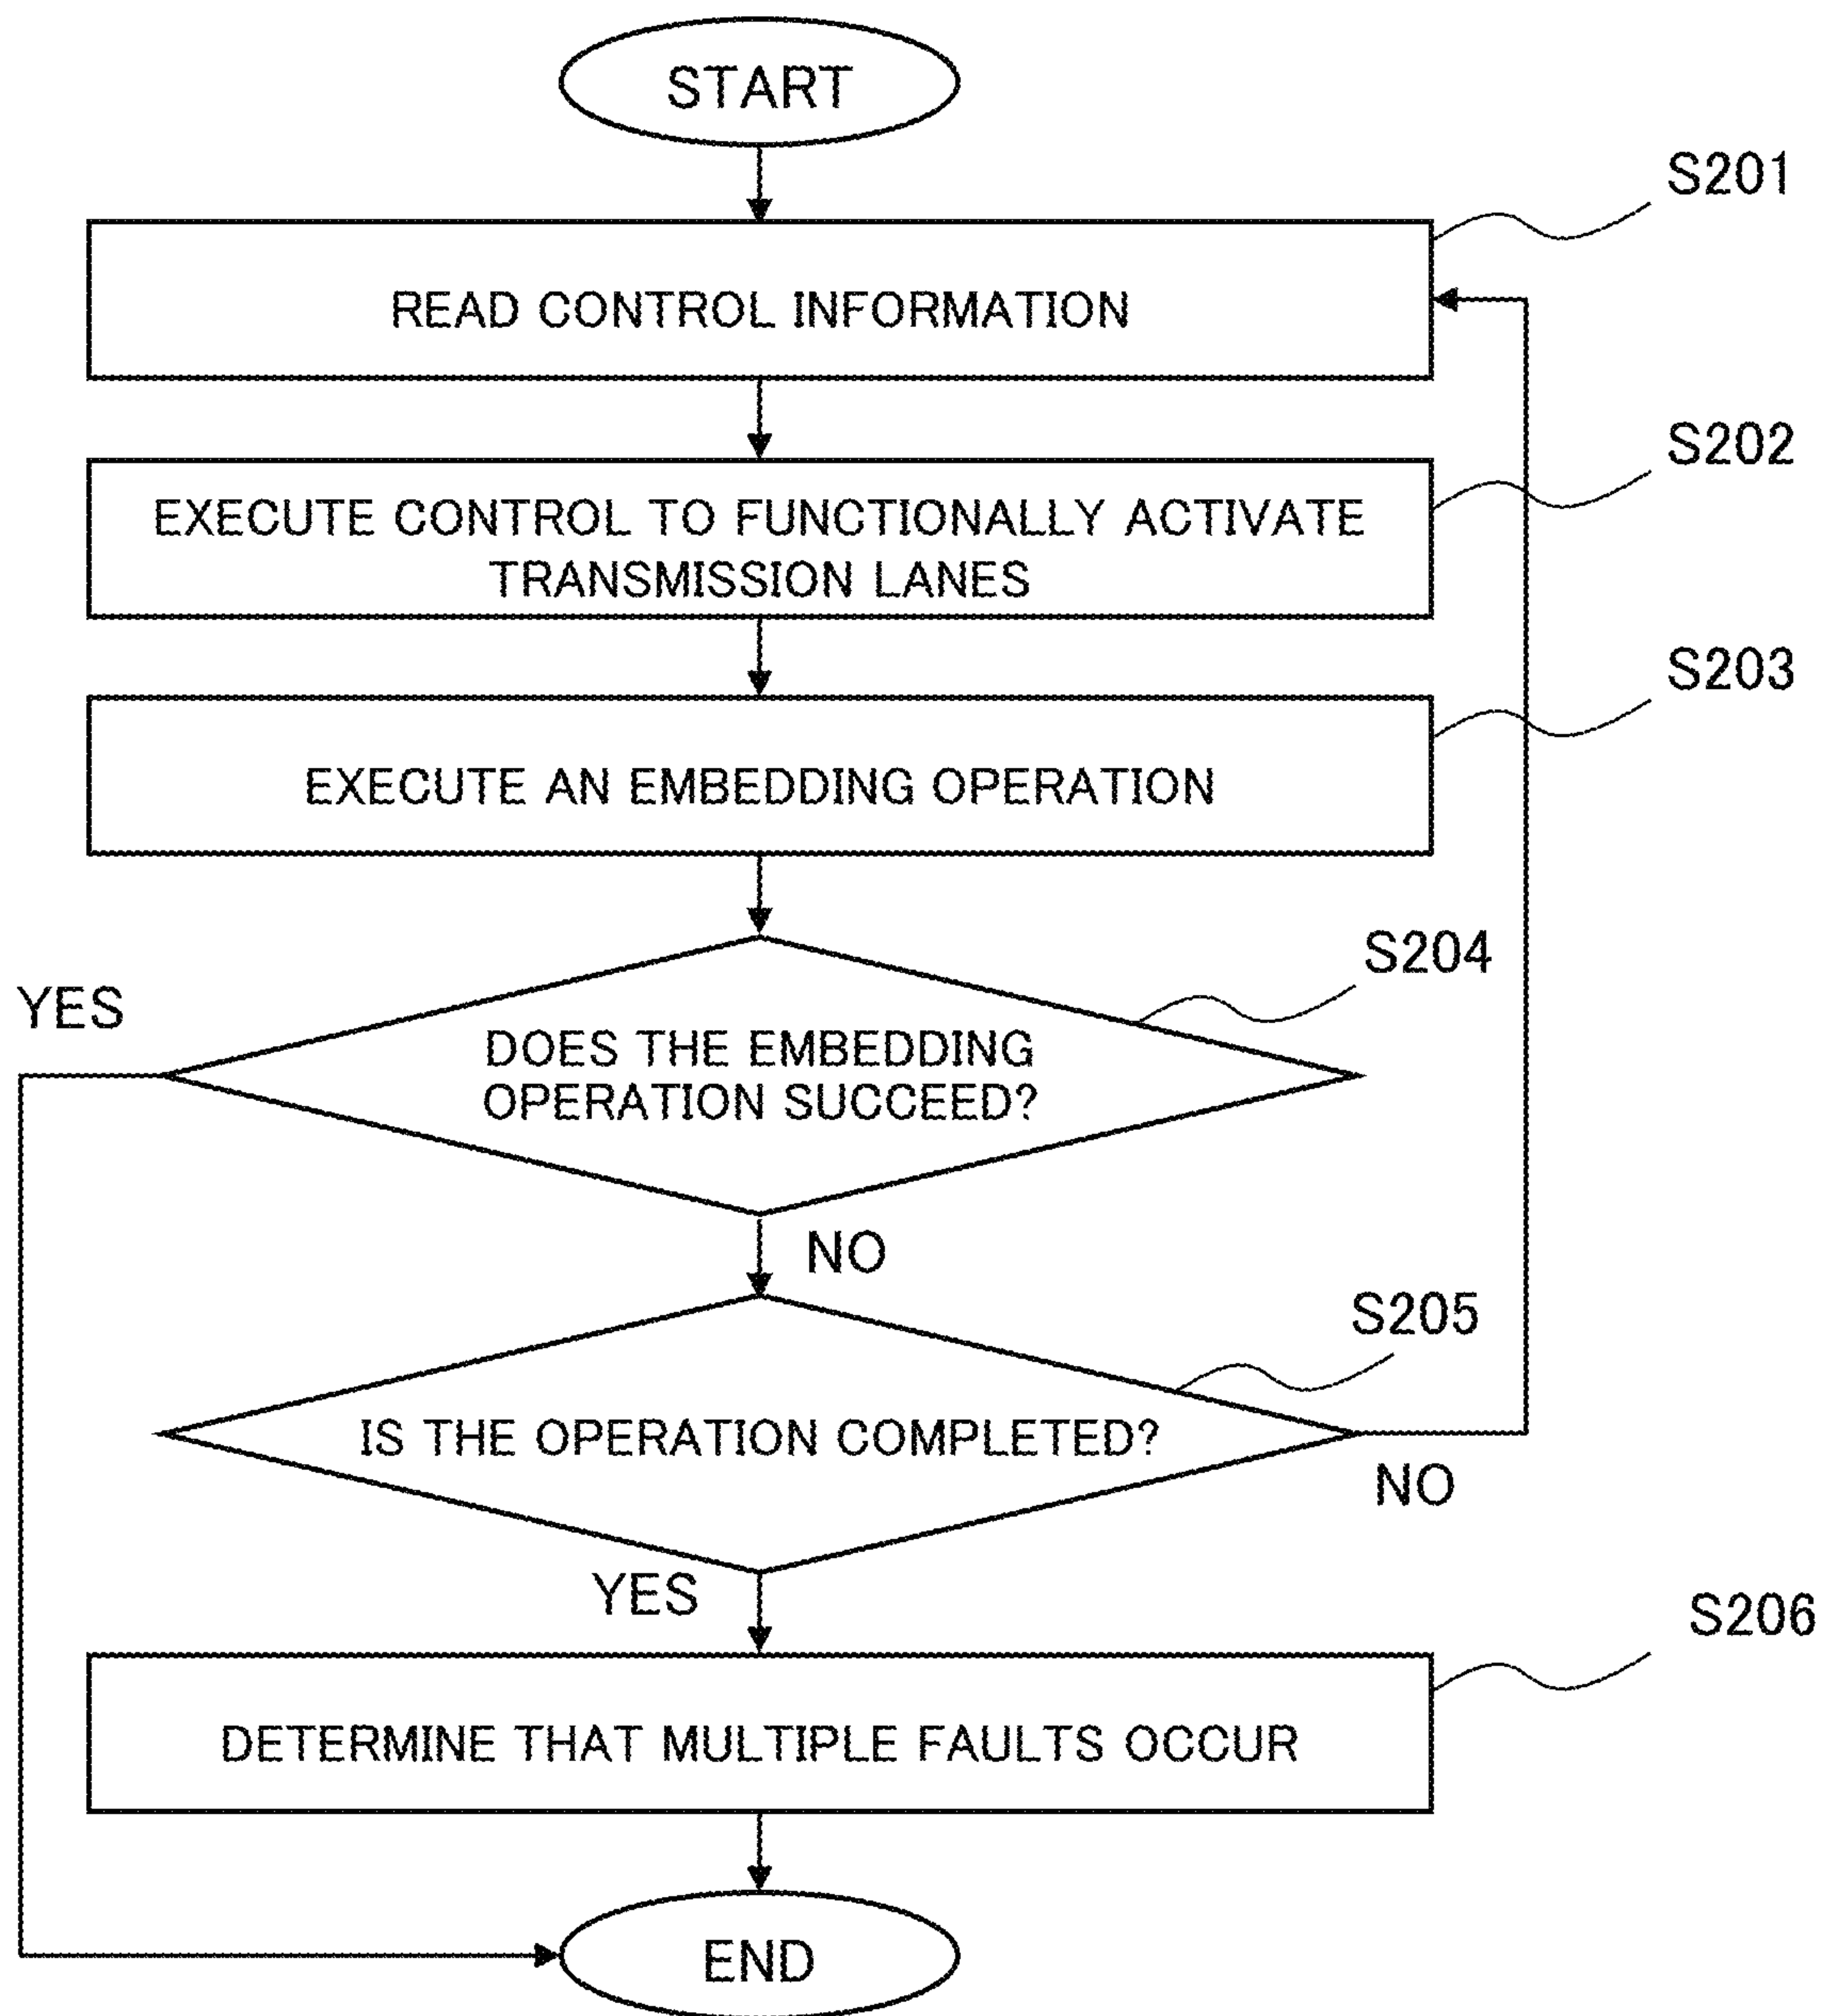 START
S201
READ CONTROL INFORMATION
S202
EXECUTE CONTROL TO FUNCTIONALLY ACTIVATE
TRANSMISSION LANES
S203
EXECUTE AN EMBEDDING OPERATION
S204
YES
DOES THE EMBEDDING
OPERATION SUCCEED?
NO
S205
IS THE OPERATION COMPLETED?
NO
YES
S206
DETERMINE THAT MULTIPLE FAULTS OCCUR
END